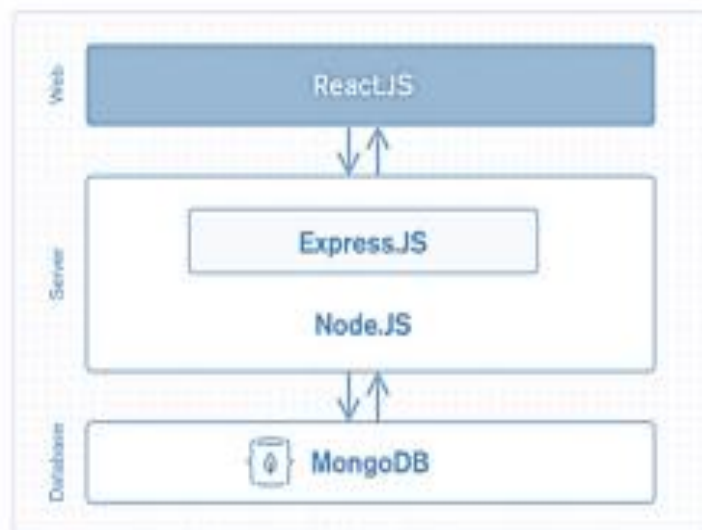 Web
ReactJS
Server
Express.JS
Node.JS
Database
MongoDB